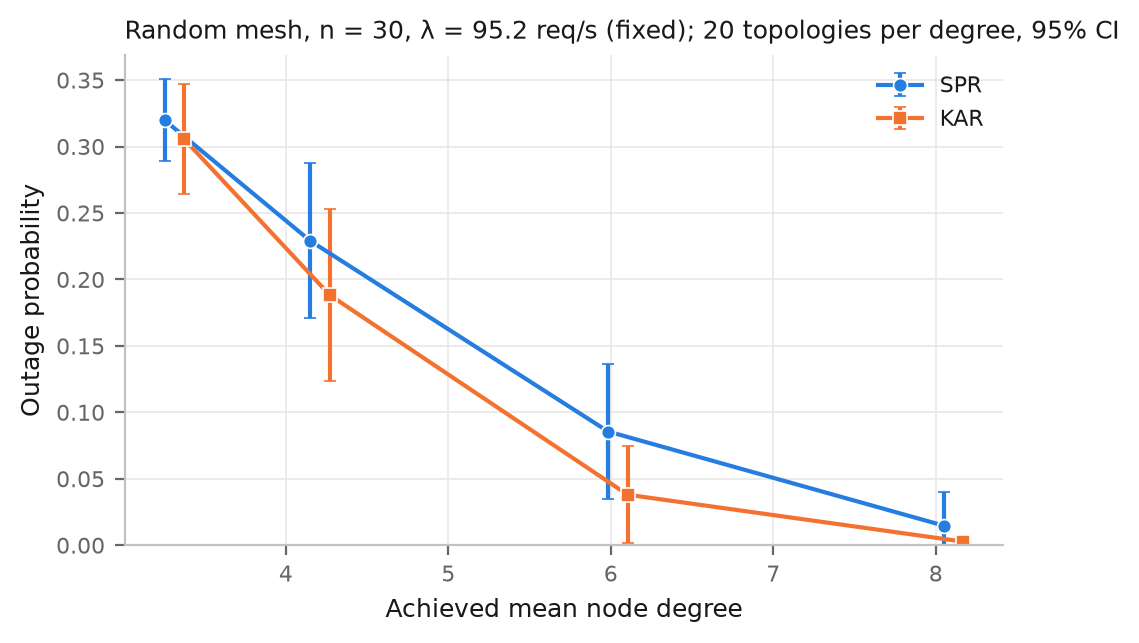 Random mesh, n = 30, λ = 95.2 req/s (fixed); 20 topologies per degree, 95% CI
SPR
KAR
Outage probability
0.35
0.30
0.25
0.20
0.15
0.10
0.05
0.00
4
5
6
7
8
Achieved mean node degree